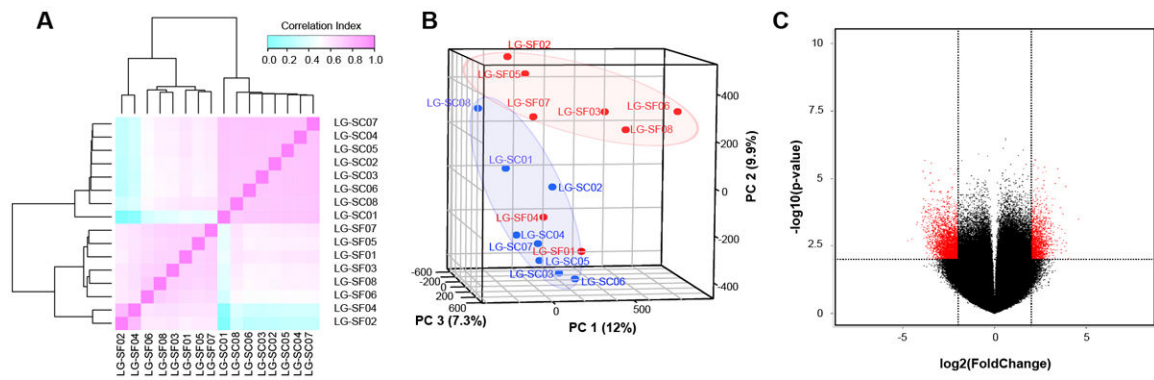 A
Correlation Index
0.0 0.2 0.4 0.6 0.8 1.0
LG-SC07
LG-SC04
LG-SC05
LG-SC02
LG-SC03
LG-SC06
LG-SC08
LG-SC01
LG-SF07
LG-SF05
LG-SF01
LG-SF03
LG-SF08
LG-SF06
LG-SF04
LG-SF02
LG-SF02
LG-SF04
LG-SF06
LG-SF08
LG-SF03
LG-SF01
LG-SF05
LG-SF07
LG-SC01
LG-SC08
LG-SC06
LG-SC03
LG-SC02
LG-SC05
LG-SC04
LG-SC07
B
LG-SF02
LG-SF05
LG-SC08
LG-SF07
LG-SF03
LG-SF06
LG-SF08
LG-SC01
LG-SC02
LG-SF04
LG-SC04
LG-SC07
LG-SF01
LG-SC05
LG-SC03
LG-SC06
400
200
0
-200
-400
PC 2 (9.9%)
-600
-200
0
200
600
PC 3 (7.3%)
0
500
PC 1 (12%)
C
10
7.5
5
2.5
0
-log10(p-value)
-5
0
5
log2(FoldChange)